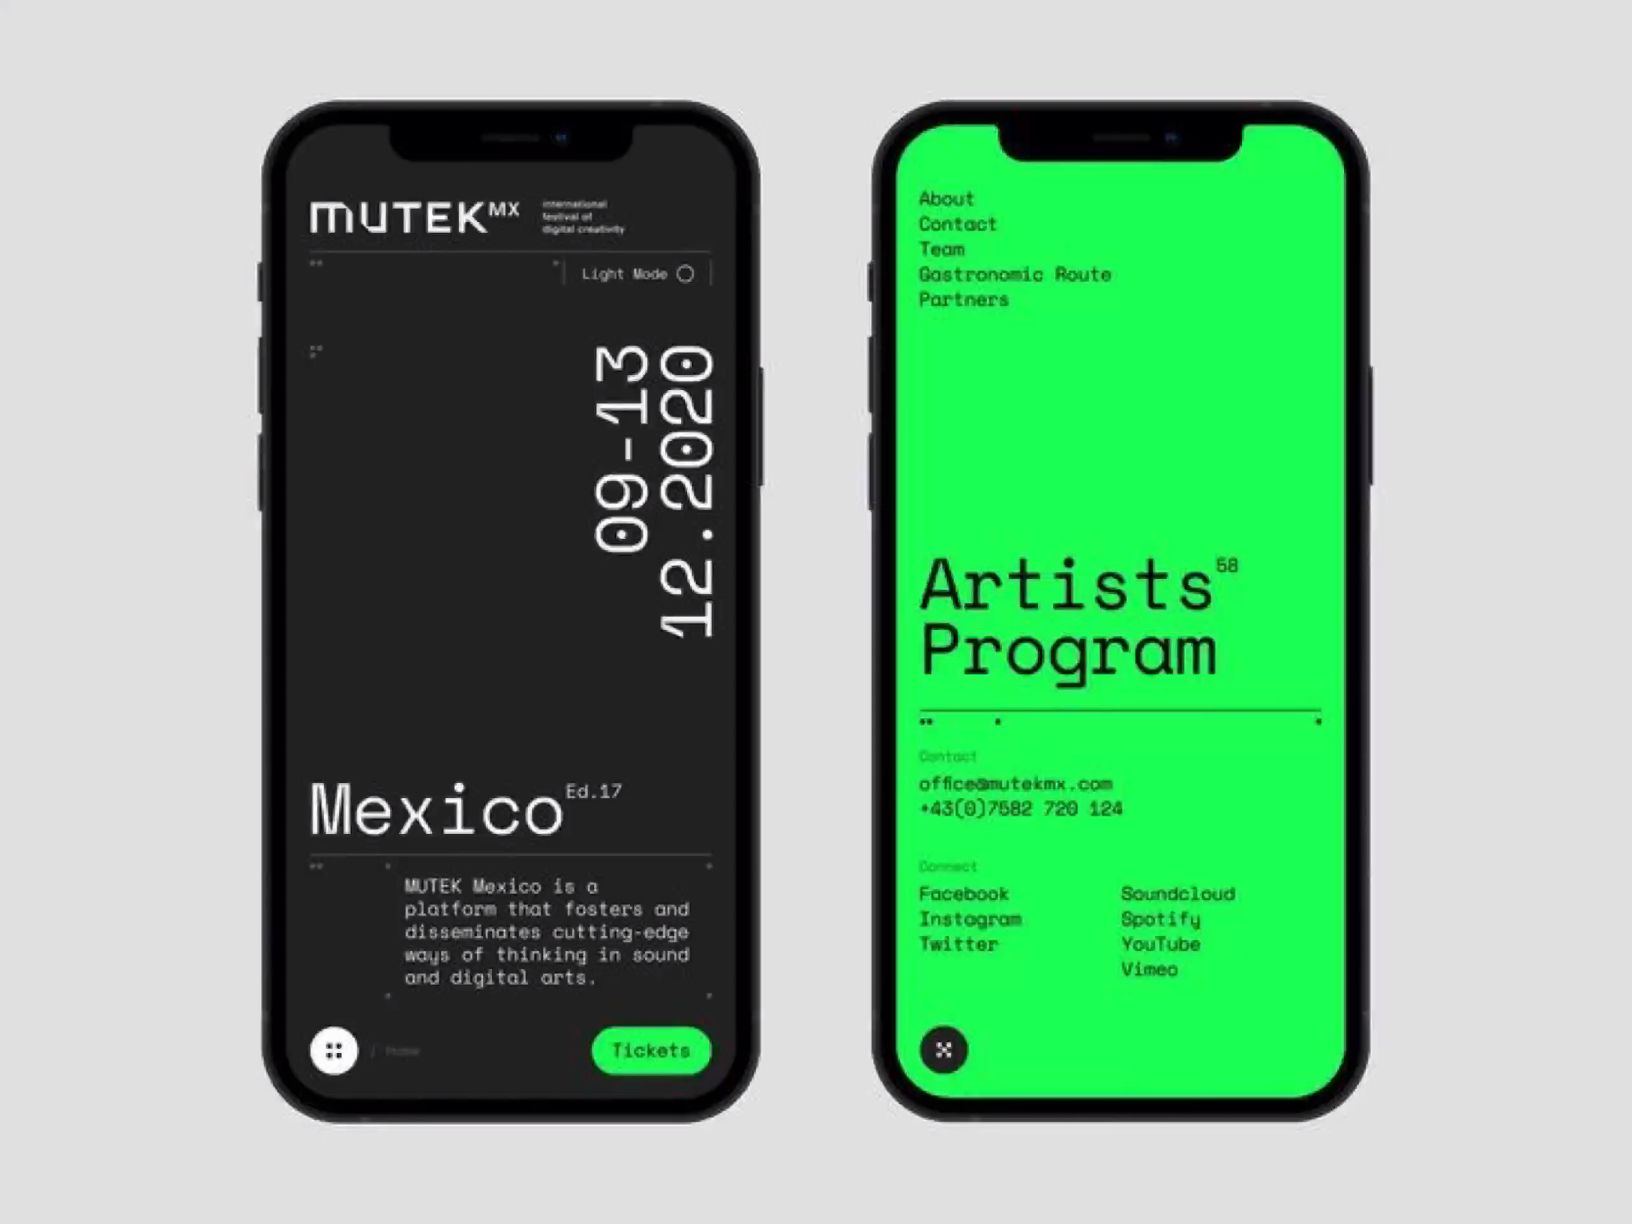 MUTEK MX
international
festival of
digital creativity
Light Mode
09-13
12.2020
Mexico Ed.17
MUTEK Mexico is a
platform that fosters and
disseminates cutting-edge
ways of thinking in sound
and digital arts.
/ Home
Tickets
About
Contact
Team
Gastronomic Route
Partners
Artists 58
Program
Contact
office@mutekmx.com
+43(0)7582 720 124
Connect
Facebook
Instagram
Twitter
Soundcloud
Spotify
YouTube
Vimeo